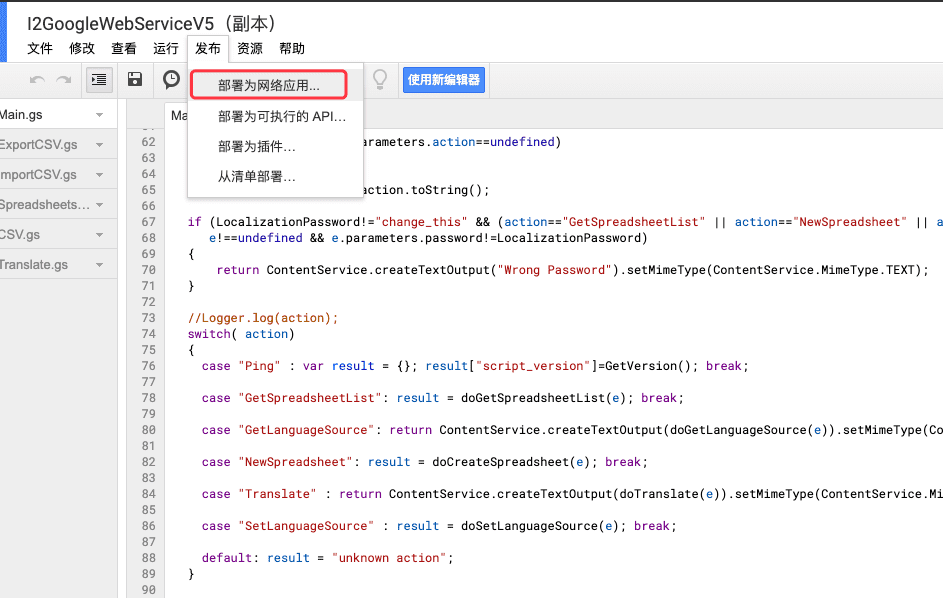 I2GoogleWebServiceV5（副本）
文件 修改 查看 运行 发布 资源 帮助
部署为网络应用...
部署为可执行的 API...
部署为插件...
从清单部署...
使用新编辑器
Main.gs
ExportCSV.gs
ImportCSV.gs
Spreadsheets...
CSV.gs
Translate.gs
Ma
62 arameters.action==undefined)
63
64
65 action.toString();
66
67 if (LocalizationPassword!="change_this" && (action=="GetSpreadsheetList" || action=="NewSpreadsheet" || a
68 e!==undefined && e.parameters.password!=LocalizationPassword)
69 {
70 return ContentService.createTextOutput("Wrong Password").setMimeType(ContentService.MimeType.TEXT);
71 }
72
73 //Logger.log(action);
74 switch( action)
75 {
76 case "Ping" : var result = {}; result["script_version"]=GetVersion(); break;
77
78 case "GetSpreadsheetList": result = doGetSpreadsheetList(e); break;
79
80 case "GetLanguageSource": return ContentService.createTextOutput(doGetLanguageSource(e)).setMimeType(Co
81
82 case "NewSpreadsheet": result = doCreateSpreadsheet(e); break;
83
84 case "Translate" : return ContentService.createTextOutput(doTranslate(e)).setMimeType(ContentService.Mi
85
86 case "SetLanguageSource" : result = doSetLanguageSource(e); break;
87
88 default: result = "unknown action";
89 }
90